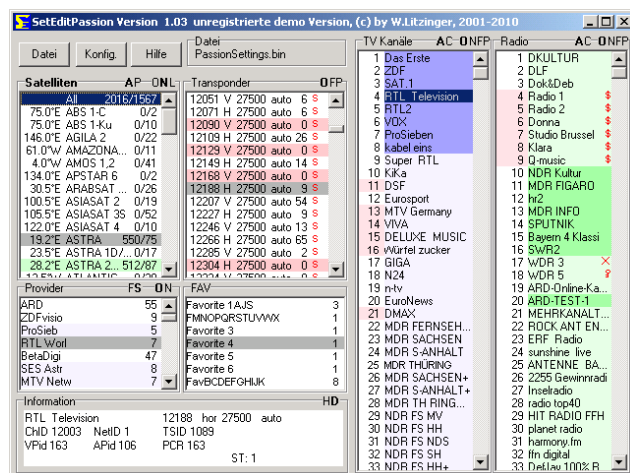 SetEditPassion Version 1.03 unregistrierte demo Version, (c) by W.Litzinger, 2001-2010
Datei
Konfig.
Hilfe
Datei
PassionSettings.bin
Satelliten AP ONL
All 2016/1567
75.0°E ABS 1-C 0/2
75.0°E ABS 1-Ku 0/10
146.0°E AGILA 2 0/22
61.0°W AMAZONA... 0/11
4.0°W AMOS 1,2 0/41
134.0°E APSTAR 6 0/2
30.5°E ARABSAT ... 0/26
100.5°E ASIASAT 2 0/19
105.5°E ASIASAT 3S 0/52
122.0°E ASIASAT 4 0/10
19.2°E ASTRA 550/75
23.5°E ASTRA 1D/... 0/17
28.2°E ASTRA 2... 512/87
Transponder OFP
12051 V 27500 auto 6 S
12071 H 27500 auto 6 S
12090 V 27500 auto 0 S
12109 H 27500 auto 26 S
12129 V 27500 auto 0 S
12149 H 27500 auto 14 S
12168 V 27500 auto 0 S
12188 H 27500 auto 9 S
12207 V 27500 auto 54 S
12227 H 27500 auto 9 S
12246 V 27500 auto 13 S
12266 H 27500 auto 65 S
12285 V 27500 auto 2 S
12304 H 27500 auto 0 S
Provider FS ON
ARD 55
ZDFvisio 9
ProSieb 5
RTL Worl 7
BetaDigi 47
SES Astr 8
MTV Netw 7
FAV
Favorite 1AJS 3
FMNOPQRSTUVWX 1
Favorite 3 1
Favorite 4 1
Favorite 5 1
Favorite 6 1
FavBCDEFGHIJK 8
Information HD
RTL Television 12188 hor 27500 auto
ChID 12003 NetID 1 TSID 1089
VPid 163 APid 106 PCR 163
ST: 1
TV Kanäle AC ONFP
1 Das Erste
2 ZDF
3 SAT.1
4 RTL Television
5 RTL2
6 VOX
7 ProSieben
8 kabel eins
9 Super RTL
10 KiKa
11 DSF
12 Eurosport
13 MTV Germany
14 VIVA
15 DELUXE MUSIC
16 Würfel zucker
17 GIGA
18 N24
19 n-tv
20 EuroNews
21 DMAX
22 MDR FERNSEH...
23 MDR SACHSEN
24 MDR S-ANHALT
25 MDR THÜRING
26 MDR SACHSEN+
27 MDR S-ANHALT+
28 MDR TH RING...
29 NDR FS MV
30 NDR FS HH
31 NDR FS NDS
32 NDR FS SH
33 NDR FS HH+
Radio AC ONFP
1 DKULTUR
2 DLF
3 Dok&Deb
4 Radio 1 $
5 Radio 2 $
6 Donna $
7 Studio Brussel $
8 Klara $
9 Q-music $
10 NDR Kultur
11 MDR FIGARO
12 hr2
13 MDR INFO
14 SPUTNIK
15 Bayern 4 Klassi
16 SWR2
17 WDR 3 X
18 WDR 5 ?
19 ARD-Online-Ka...
20 ARD-TEST-1
21 MEHRKANALT...
22 ROCK ANT EN...
23 ERF Radio
24 sunshine live
25 ANTENNE BA...
26 2255 Gewinnradi
27 Inselradio
28 radio top40
29 HIT RADIO FFH
30 planet radio
31 harmony.fm
32 ffn digital
33 DeJay 100% R